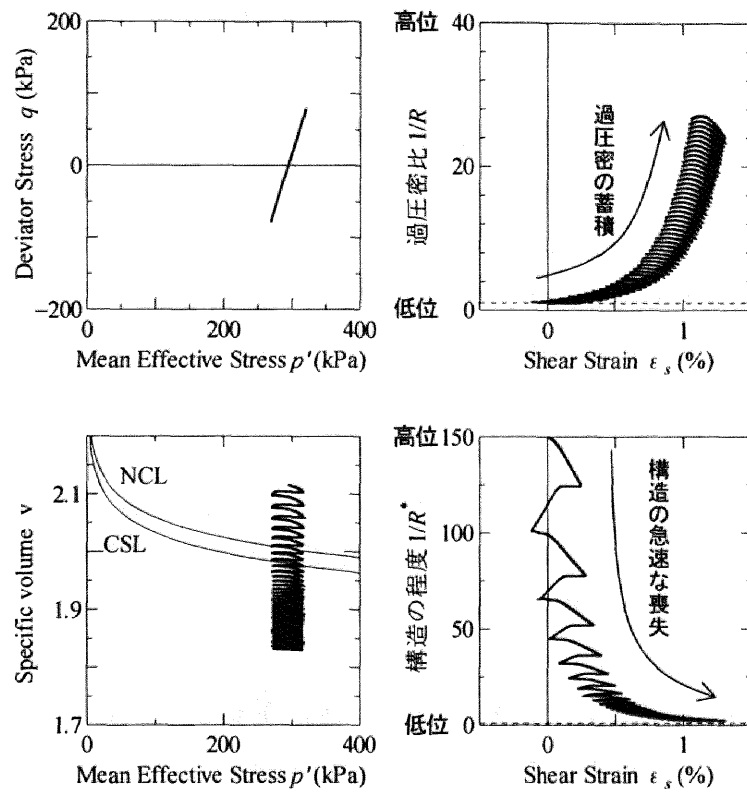 200
0
−200
Deviator Stress q (kPa)
0
200
400
Mean Effective Stress p'(kPa)
高位
40
20
0
低位
過圧密比 1/R
過圧密の蓄積
0
1
Shear Strain εs (%)
2.1
1.9
1.7
Specific volume v
NCL
CSL
0
200
400
Mean Effective Stress p'(kPa)
高位
150
100
50
0
低位
構造の程度 1/R*
構造の急速な喪失
0
1
Shear Strain εs (%)